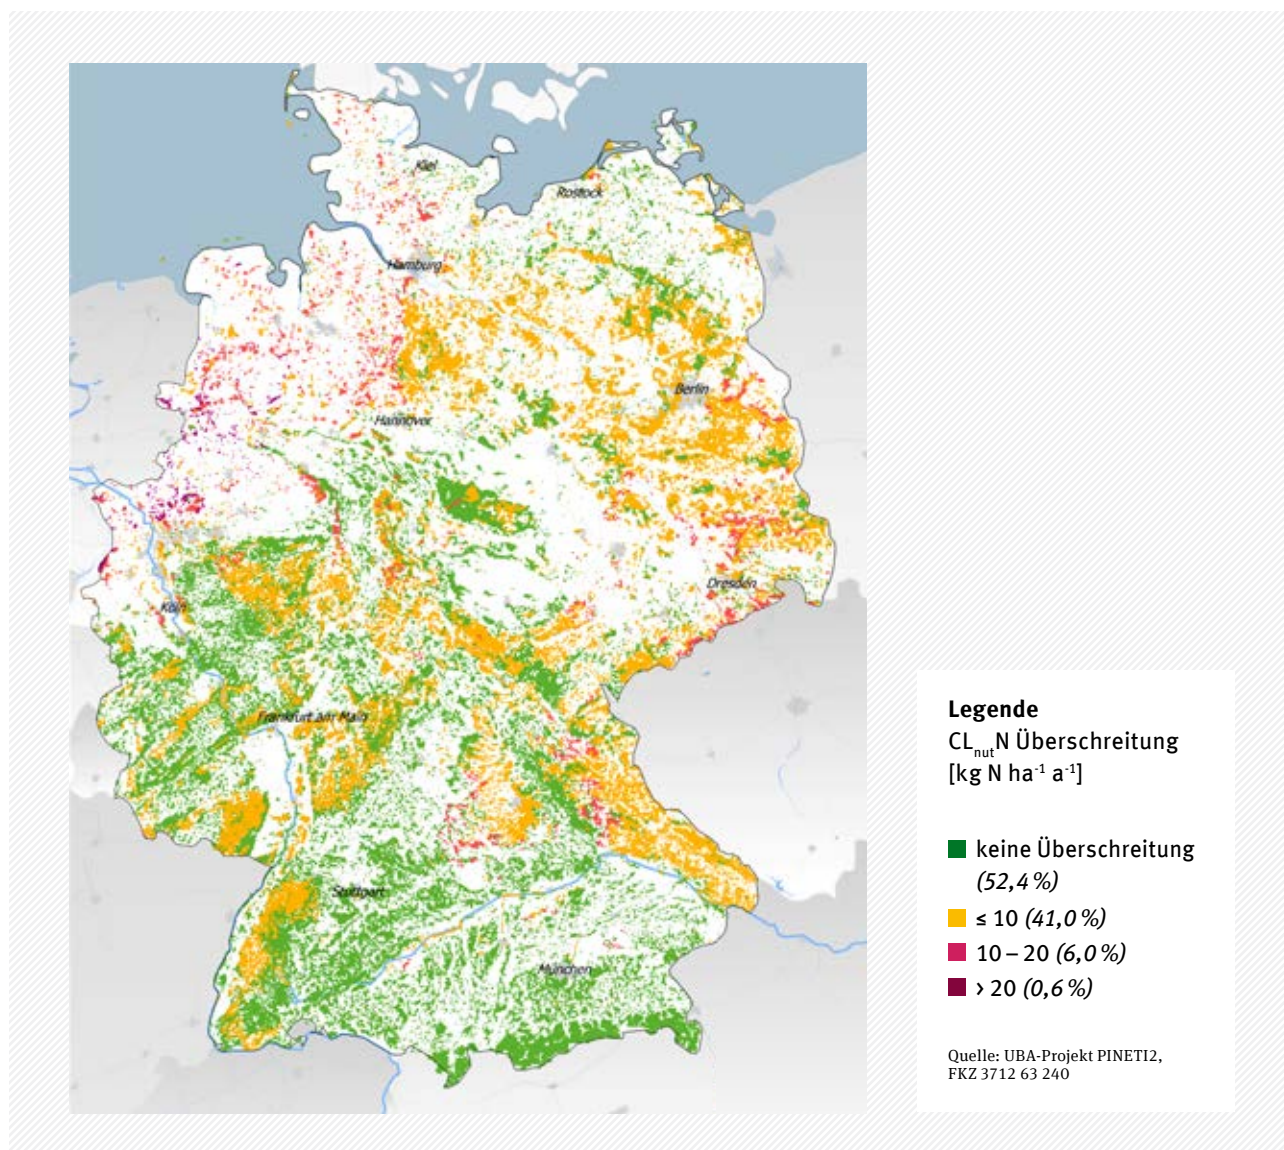 Kiel
Rostock
Hamburg
Berlin
Hannover
Dresden
Köln
Frankfurt am Main
Stuttgart
München
Legende
CLnutN Überschreitung
[kg N ha-1 a-1]
keine Überschreitung
(52,4 %)
≤ 10 (41,0 %)
10 – 20 (6,0 %)
> 20 (0,6 %)
Quelle: UBA-Projekt PINETI2,
FKZ 3712 63 240